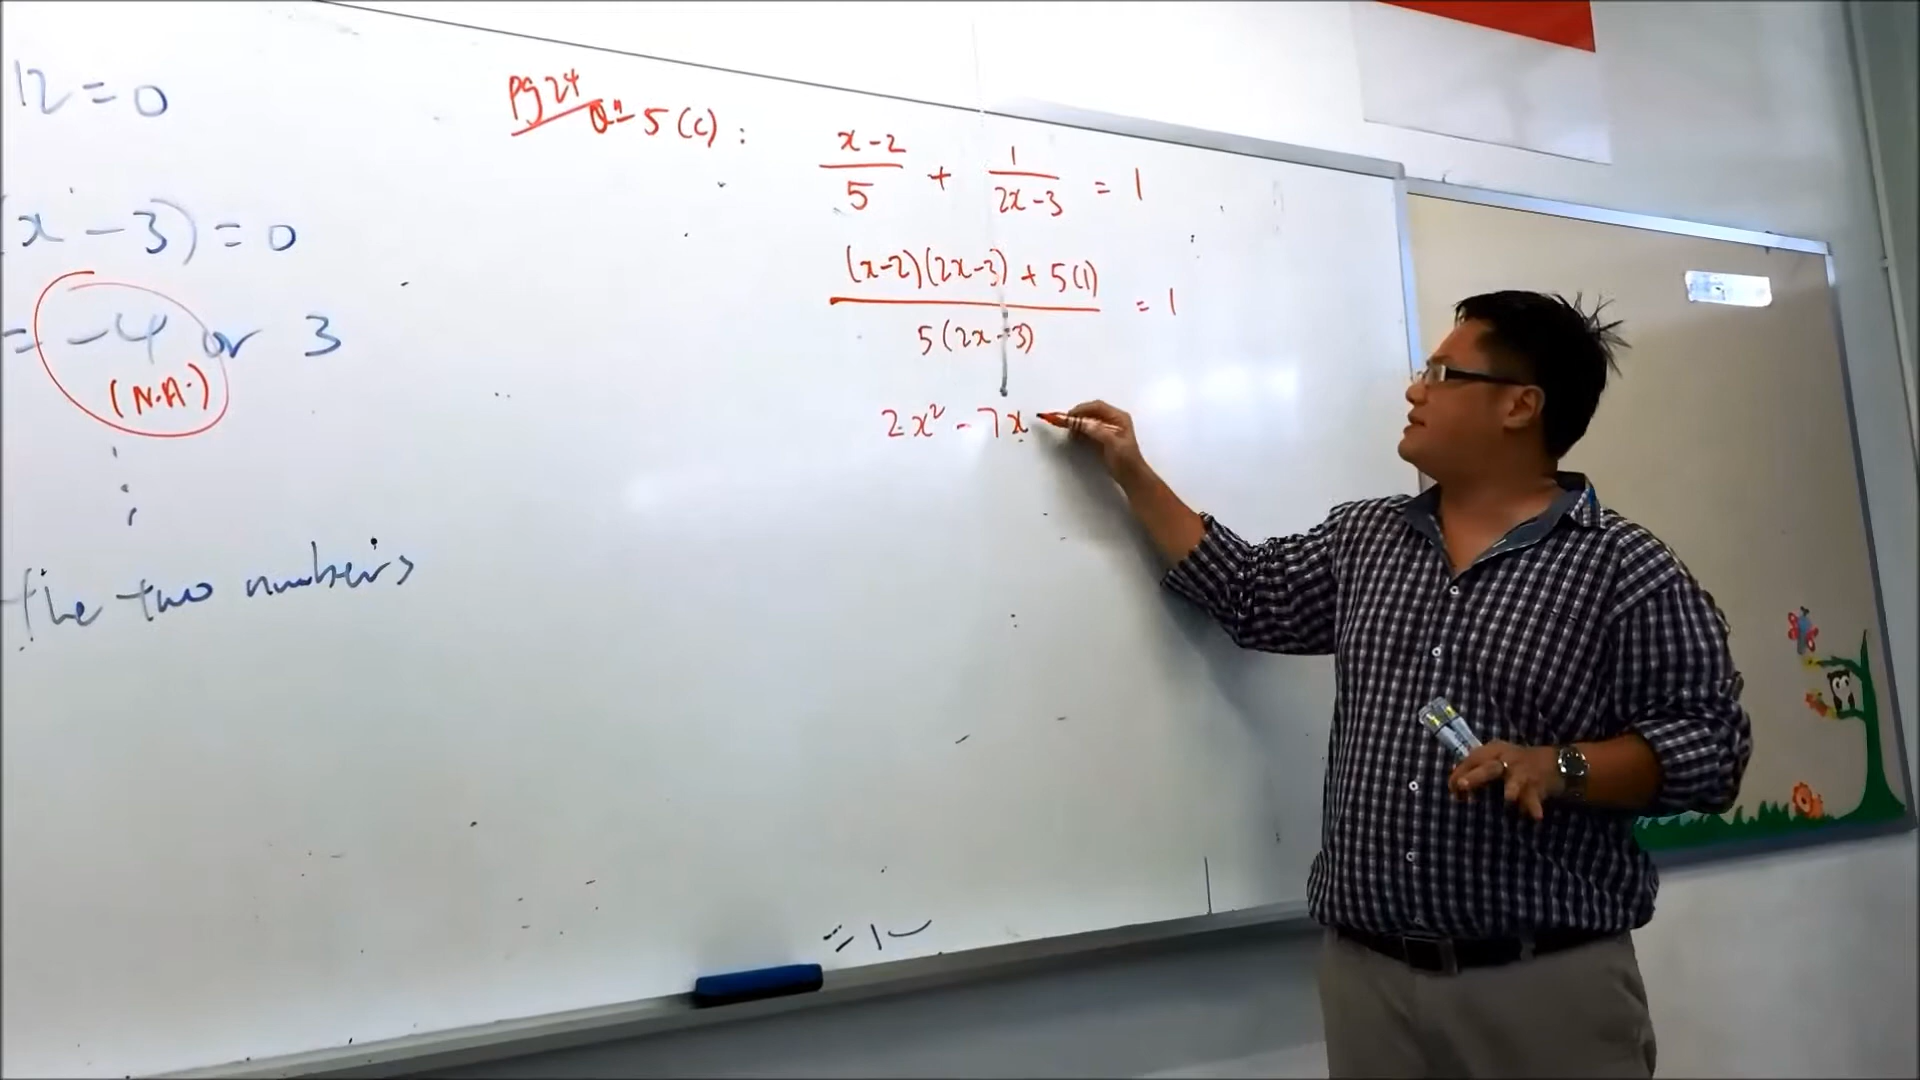 12 = 0
(x - 3) = 0
= -4 or 3
(N.A.)
the two numbers
Pg 24
Qn 5(c) :
x-2/5 + 1/2x-3 = 1
(x-2)(2x-3) + 5(1)/5(2x-3) = 1
2x² - 7x